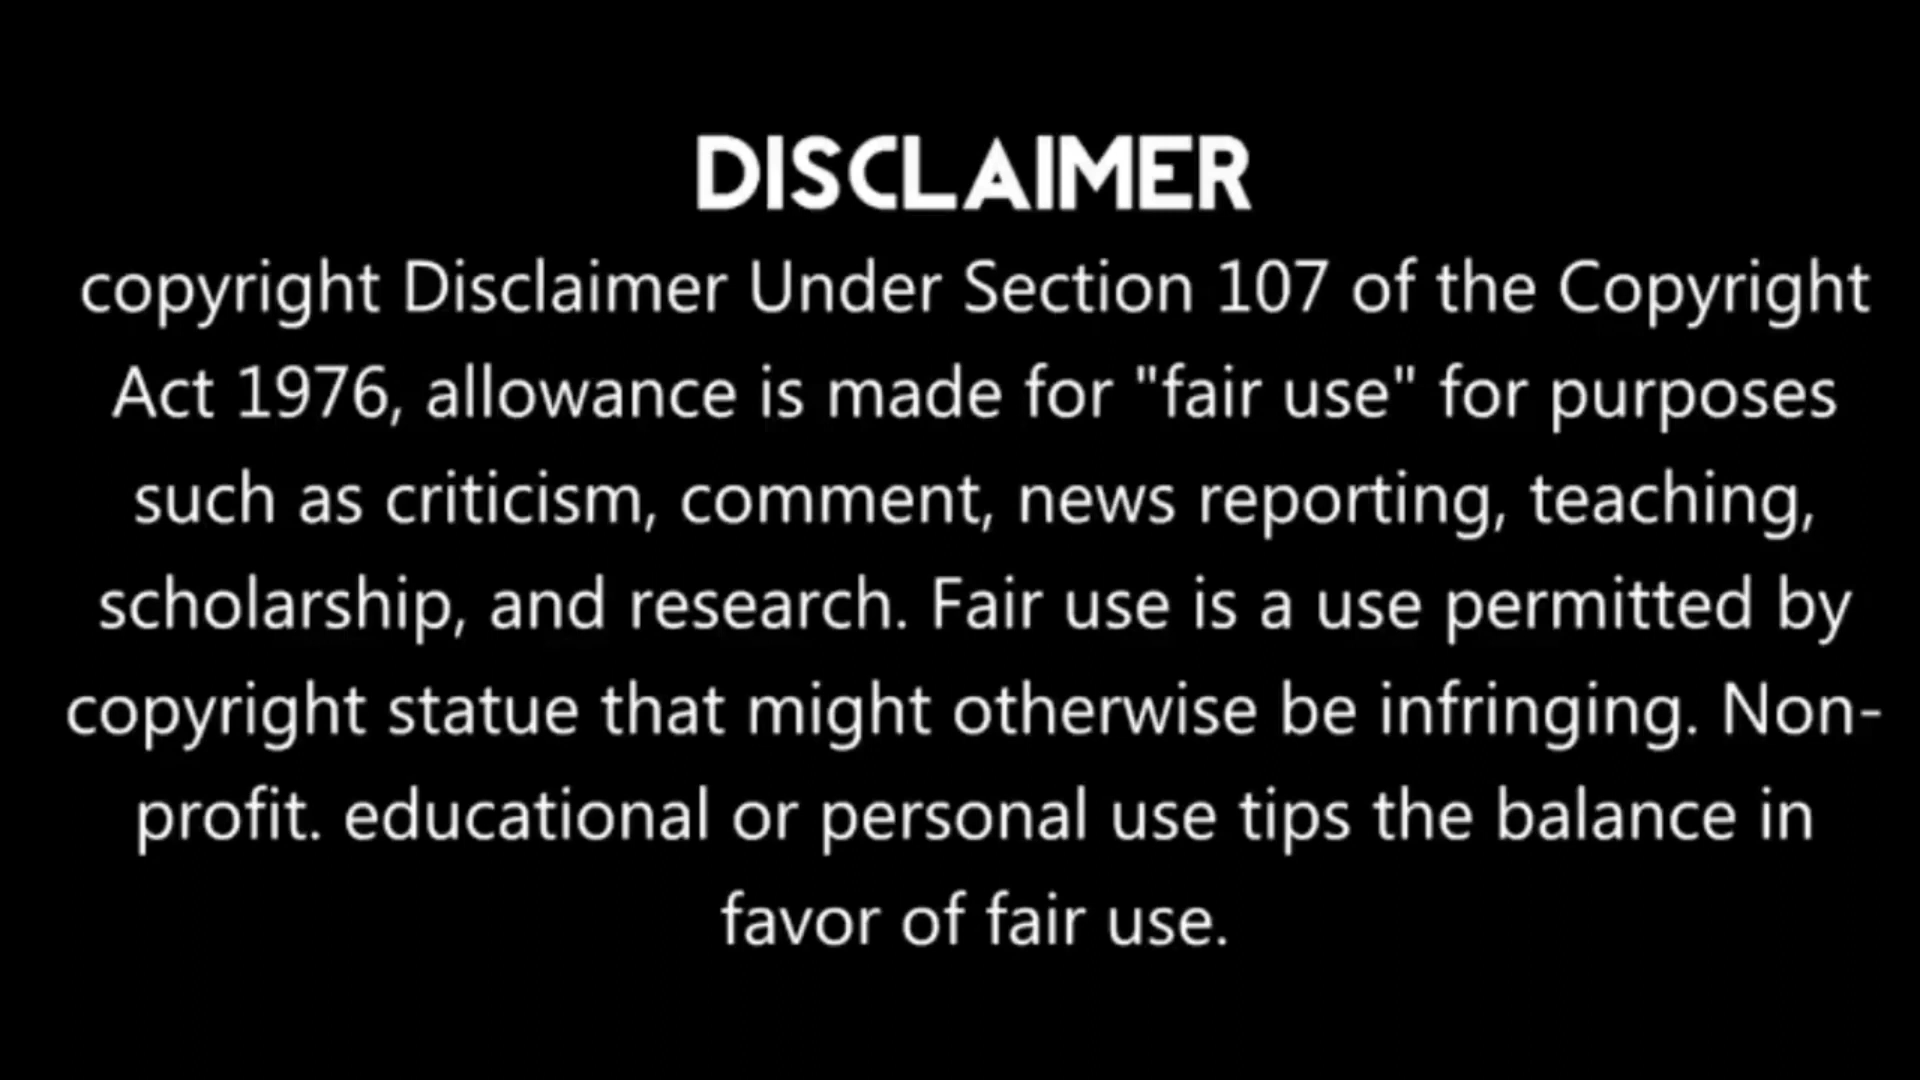 DISCLAIMER
copyright Disclaimer Under Section 107 of the Copyright
Act 1976, allowance is made for "fair use" for purposes
such as criticism, comment, news reporting, teaching,
scholarship, and research. Fair use is a use permitted by
copyright statue that might otherwise be infringing. Non-
profit. educational or personal use tips the balance in
favor of fair use.